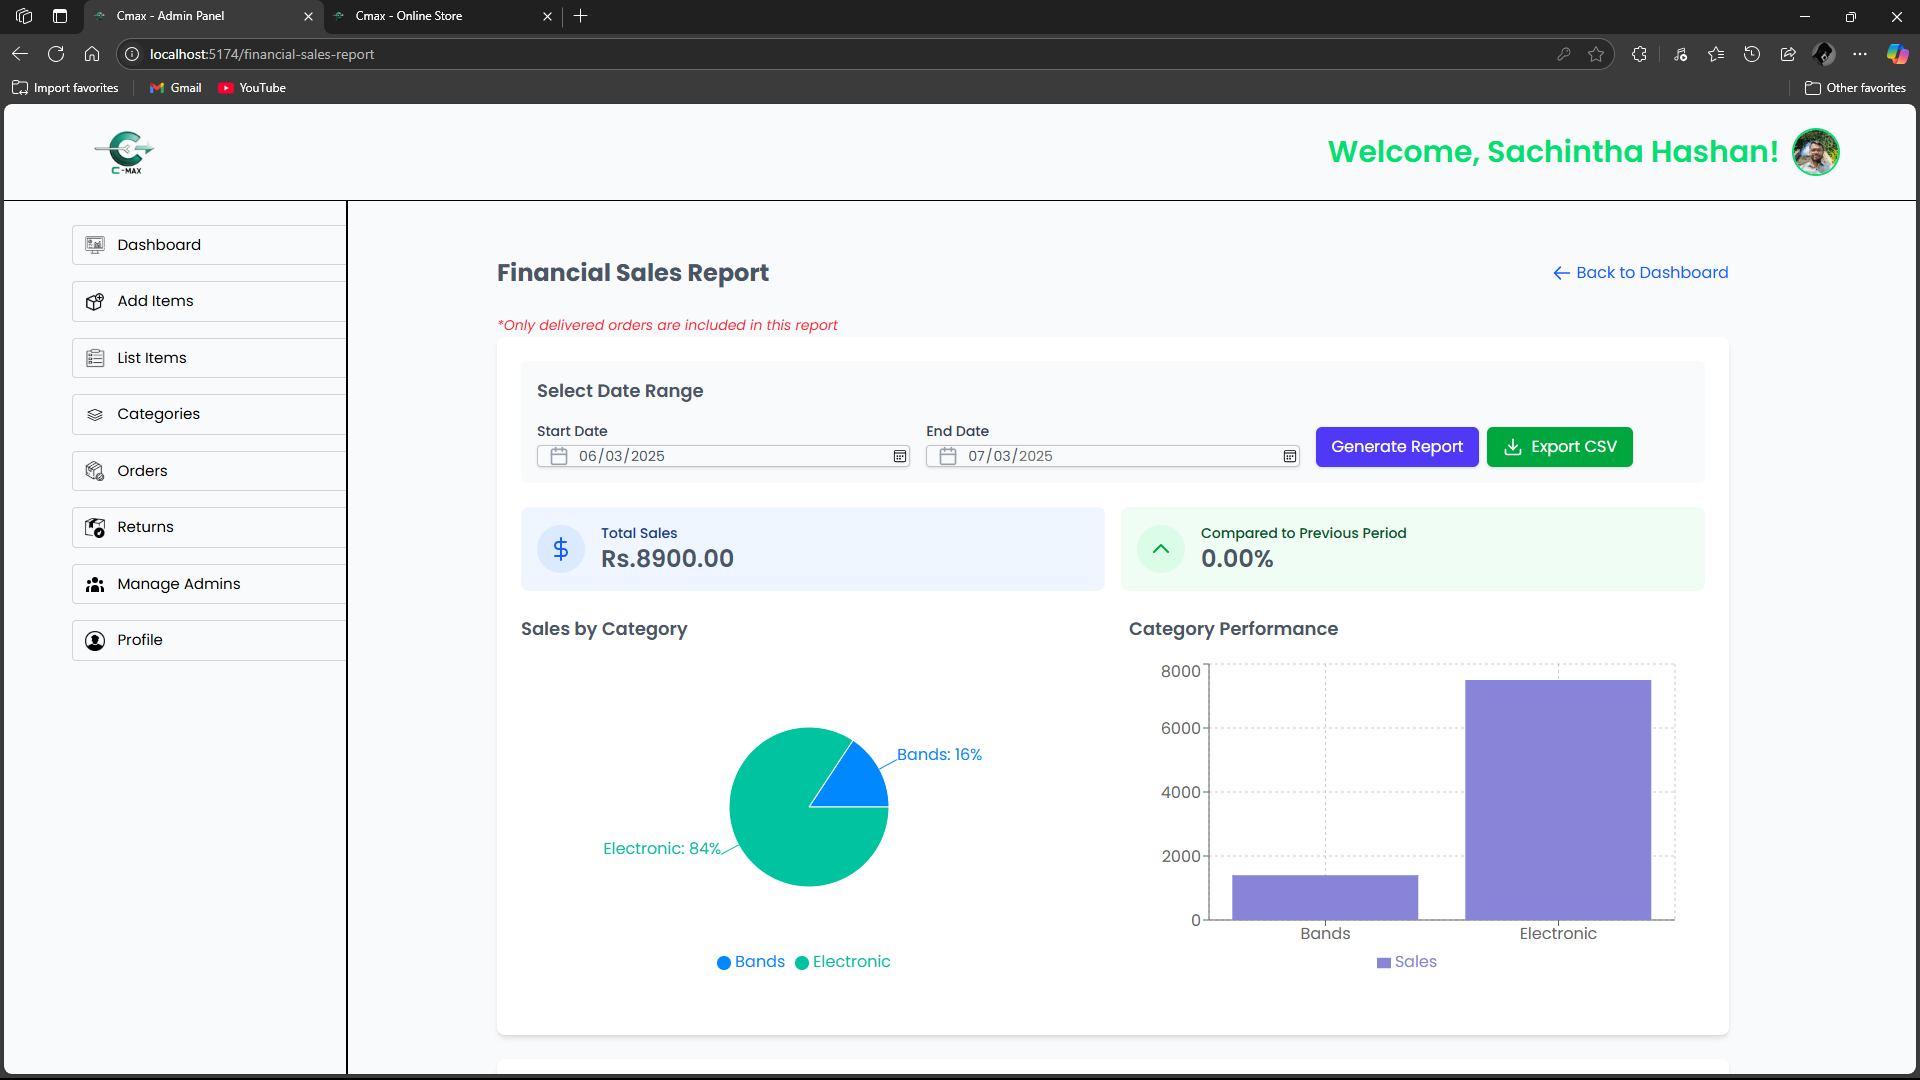 Cmax - Admin Panel
Cmax - Online Store
localhost:5174/financial-sales-report
Import favorites
Gmail
YouTube
Other favorites
C-MAX
Welcome, Sachintha Hashan!
Dashboard
Add Items
List Items
Categories
Orders
Returns
Manage Admins
Profile
Financial Sales Report
Back to Dashboard
*Only delivered orders are included in this report
Select Date Range
Start Date
End Date
06/03/2025
07/03/2025
Generate Report
Export CSV
Total Sales
Rs.8900.00
Compared to Previous Period
0.00%
Sales by Category
Bands: 16%
Electronic: 84%
Bands
Electronic
Category Performance
8000
6000
4000
2000
0
Bands
Electronic
Sales